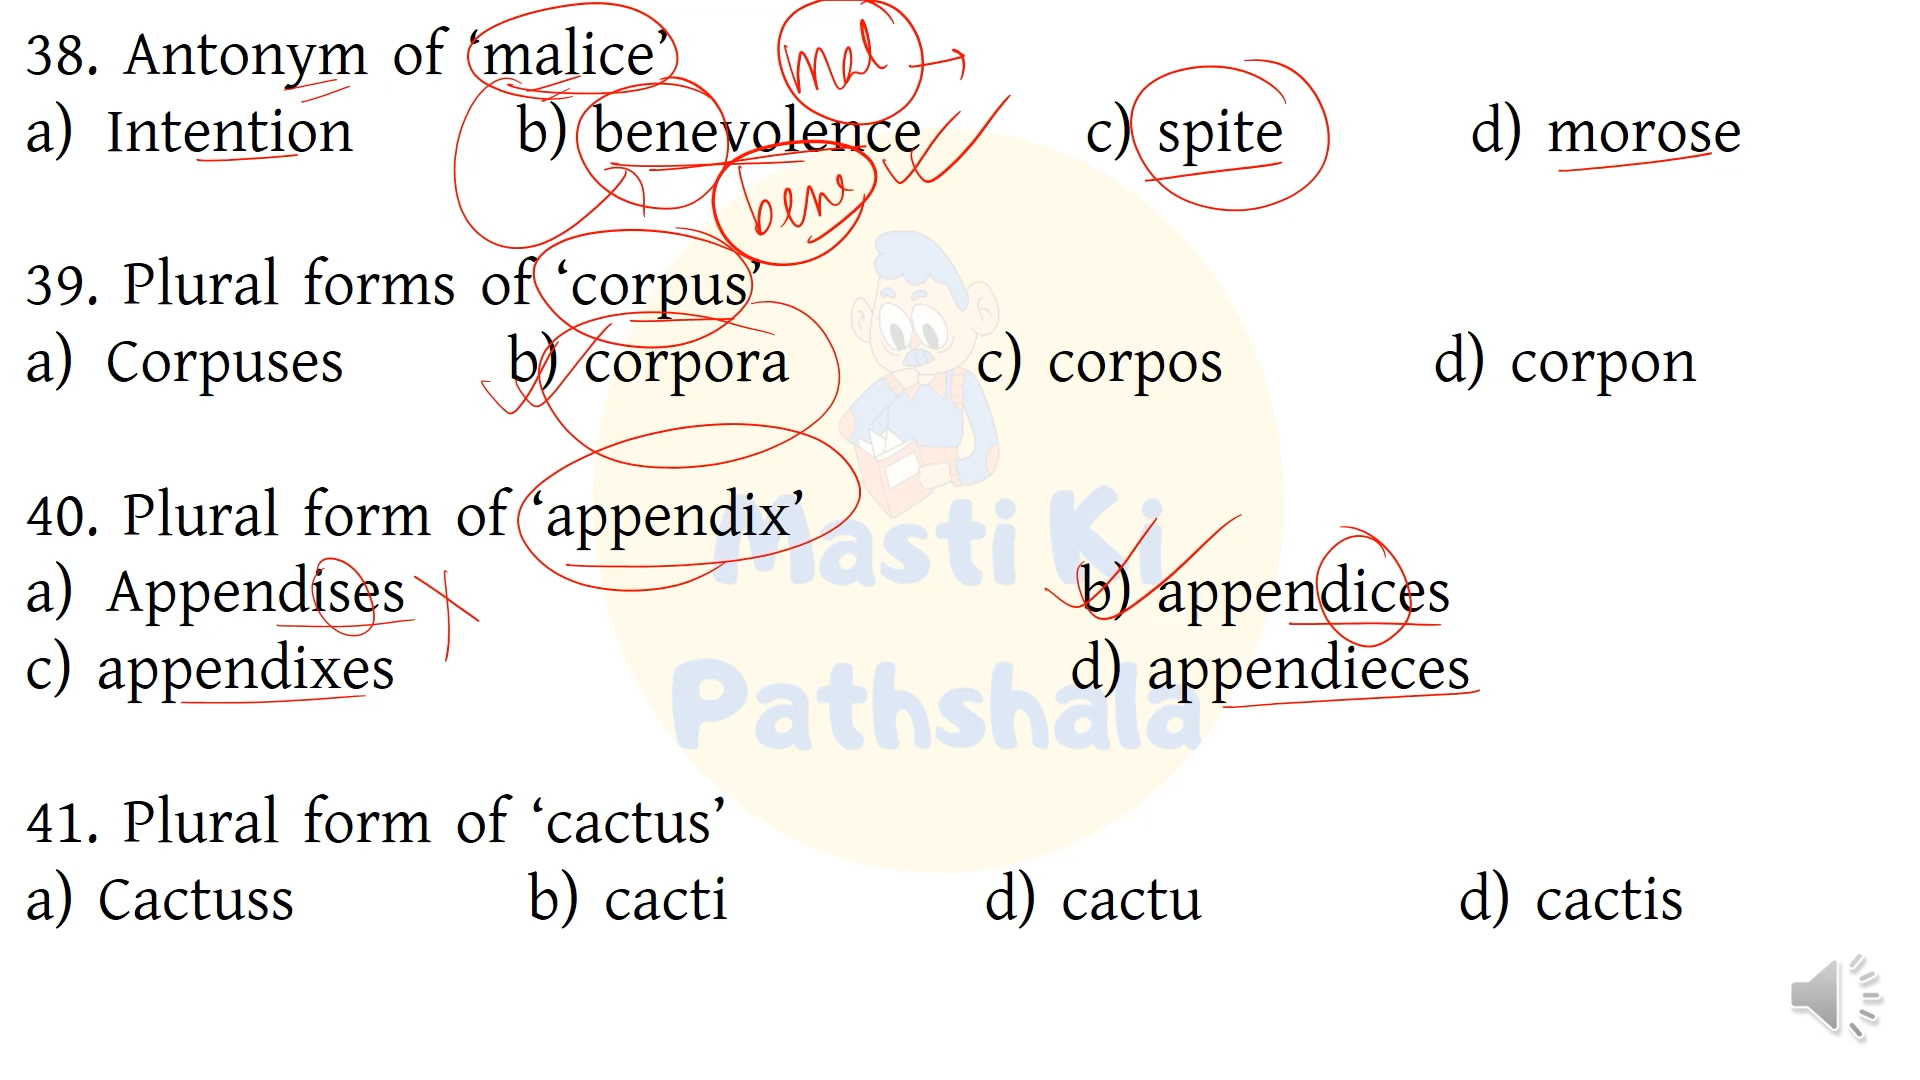 38. Antonym of ‘malice’ mal
a) Intention b) benevolence c) spite d) morose
bene
39. Plural forms of ‘corpus’
a) Corpuses b) corpora c) corpos d) corpon
40. Plural form of ‘appendix’
a) Appendises b) appendices
c) appendixes d) appendieces
41. Plural form of ‘cactus’
a) Cactuss b) cacti d) cactu d) cactis
Masti Ki
Pathshala